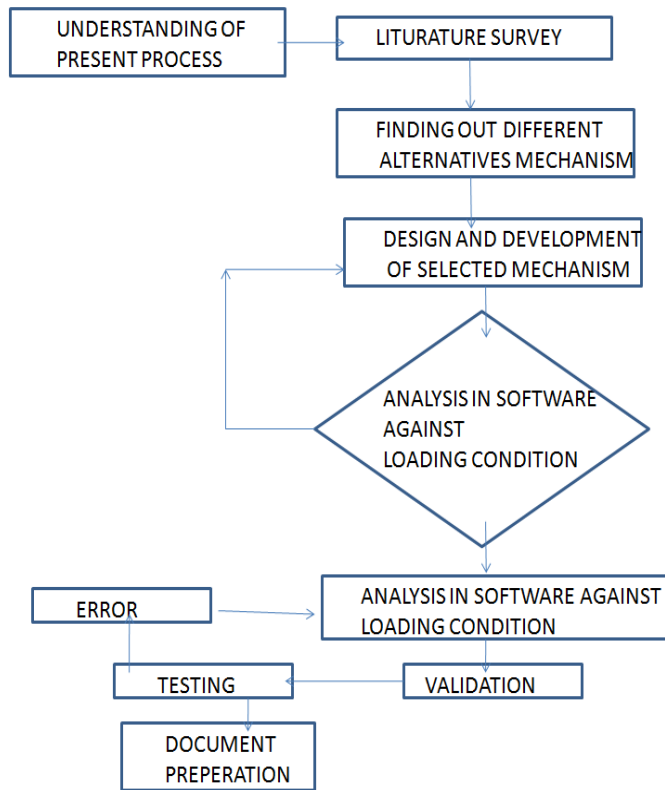 UNDERSTANDING OF
PRESENT PROCESS
LITURATURE SURVEY
FINDING OUT DIFFERENT
ALTERNATIVES MECHANISM
DESIGN AND DEVELOPMENT
OF SELECTED MECHANISM
ANALYSIS IN SOFTWARE
AGAINST
LOADING CONDITION
ANALYSIS IN SOFTWARE AGAINST
LOADING CONDITION
ERROR
VALIDATION
TESTING
DOCUMENT
PREPERATION